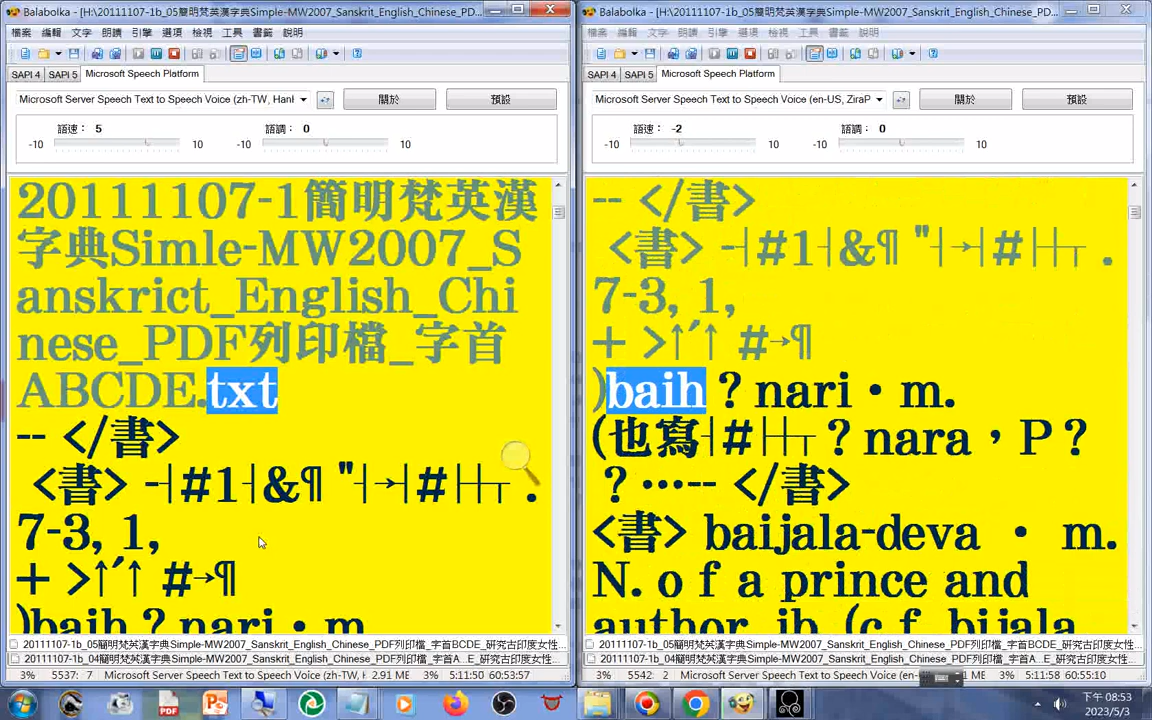 Balabolka - [H:\20111107-1b_05簡明梵英漢字典Simple-MW2007_Sanskrit_English_Chinese_PD...
檔案 編輯 文字 朗讀 引擎 選項 檢視 工具 書籤 說明
SAPI 4 SAPI 5 Microsoft Speech Platform
Microsoft Server Speech Text to Speech Voice (zh-TW, HanI 關於 預設
語速： 5 語調： 0
-10 10 -10 10
20111107-1簡明梵英漢
字典Simle-MW2007_S
anskrict_English_Chi
nese_PDF列印檔_字首
ABCDE.txt
-- </書>
<書> -┤#1┤&¶ "┤→┤#├┼┬ .
7-3, 1,
+ >↑´↑ #→¶
)baih ? nari · m.
20111107-1b_05簡明梵英漢字典Simple-MW2007_Sanskrit_English_Chinese_PDF列印檔_字首BCDE_研究古印度女性...
20111107-1b_04簡明梵英漢字典Simple-MW2007_Sanskrit_English_Chinese_PDF列印檔_字首A...E_研究古印度女性...
3% 5537: 7 Microsoft Server Speech Text to Speech Voice (zh-TW, H 2.91 ME 3% 5:11:50 60:53:57
Balabolka - [H:\20111107-1b_05簡明梵英漢字典Simple-MW2007_Sanskrit_English_Chinese_PD...
檔案 編輯 文字 朗讀 引擎 選項 檢視 工具 書籤 說明
SAPI 4 SAPI 5 Microsoft Speech Platform
Microsoft Server Speech Text to Speech Voice (en-US, ZiraP 關於 預設
語速： -2 語調： 0
-10 10 -10 10
-- </書>
<書> -┤#1┤&¶ "┤→┤#├┼┬ .
7-3, 1,
+ >↑´↑ #→¶
)baih ? nari · m.
(也寫┤#├┼┬ ? nara，P ?
? …-- </書>
<書> baijala-deva · m.
N. o f a prince and
author, ib. (c.f. bijala
20111107-1b_05簡明梵英漢字典Simple-MW2007_Sanskrit_English_Chinese_PDF列印檔_字首BCDE_研究古印度女性...
20111107-1b_04簡明梵英漢字典Simple-MW2007_Sanskrit_English_Chinese_PDF列印檔_字首A...E_研究古印度女性...
3% 5542: 2 Microsoft Server Speech Text to Speech Voice 3% 5:11:58 60:55:10
下午 08:53
2023/5/3